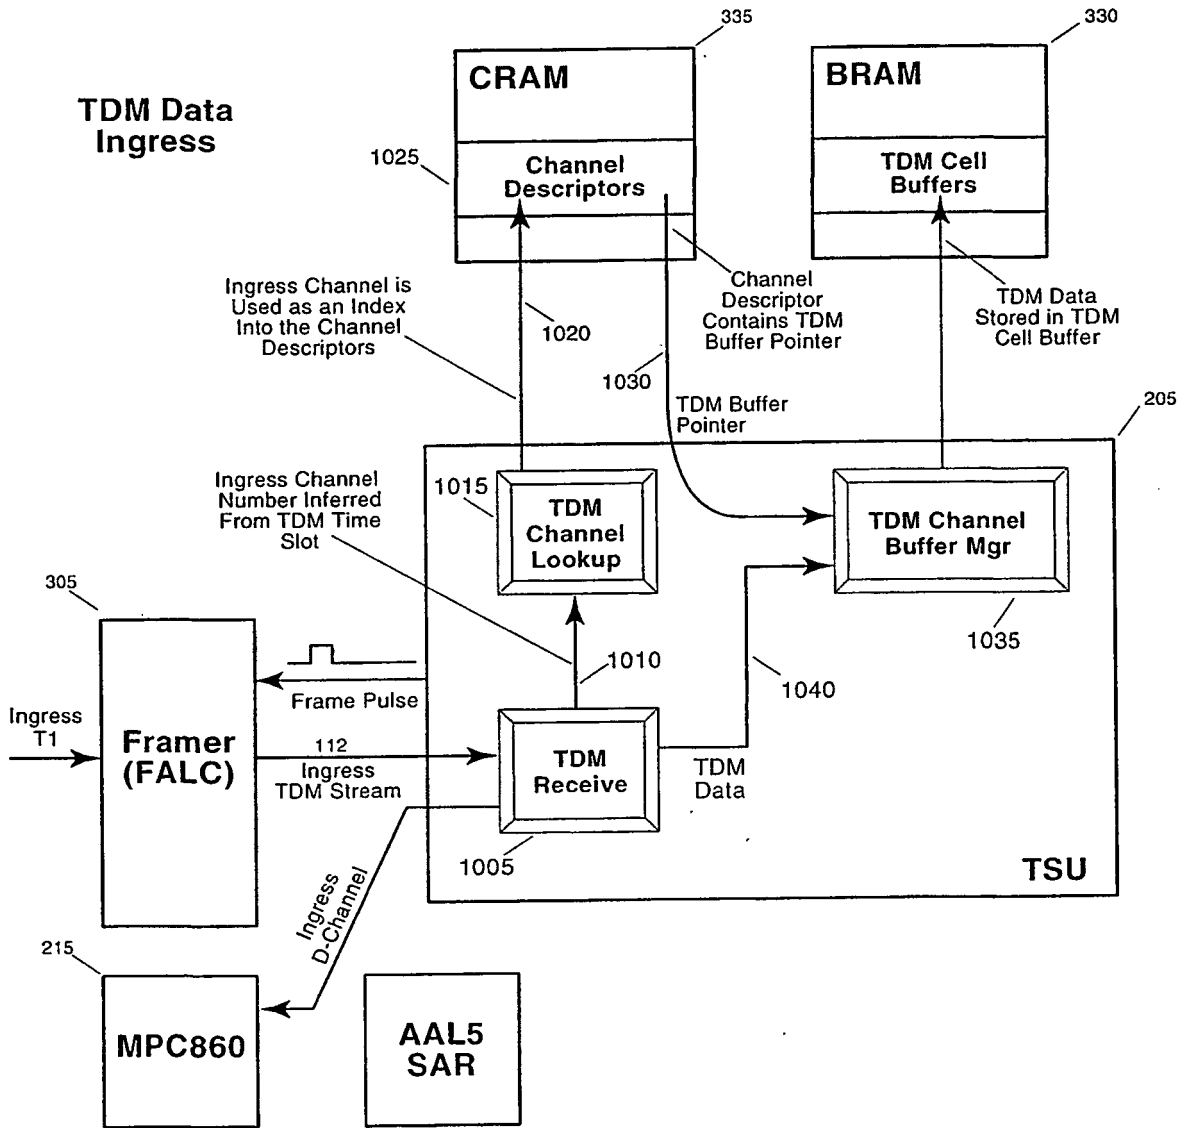 335
330
CRAM
BRAM
TDM Data
Ingress
1025
Channel
Descriptors
TDM Cell
Buffers
Ingress Channel is
Used as an Index
Into the Channel
Descriptors
1020
Channel
Descriptor
Contains TDM
Buffer Pointer
TDM Data
Stored in TDM
Cell Buffer
1030
TDM Buffer
Pointer
205
Ingress Channel
Number Inferred
From TDM Time
Slot
1015
TDM
Channel
Lookup
TDM Channel
Buffer Mgr
305
1035
1010
1040
Frame Pulse
Ingress
T1
Framer
(FALC)
112
Ingress
TDM Stream
TDM
Receive
TDM
Data
1005
TSU
Ingress
D-Channel
215
MPC860
AAL5
SAR